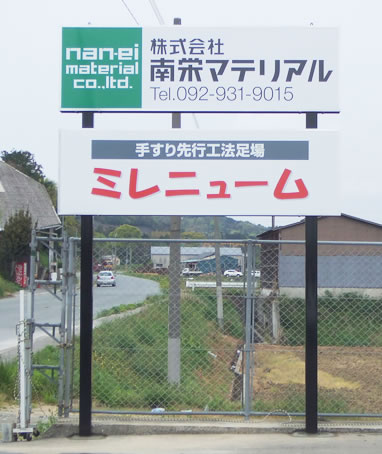 nan-ei
material
co.,ltd.
株式会社
南栄マテリアル
Tel.092-931-9015
手すり先行工法足場
ミレニューム